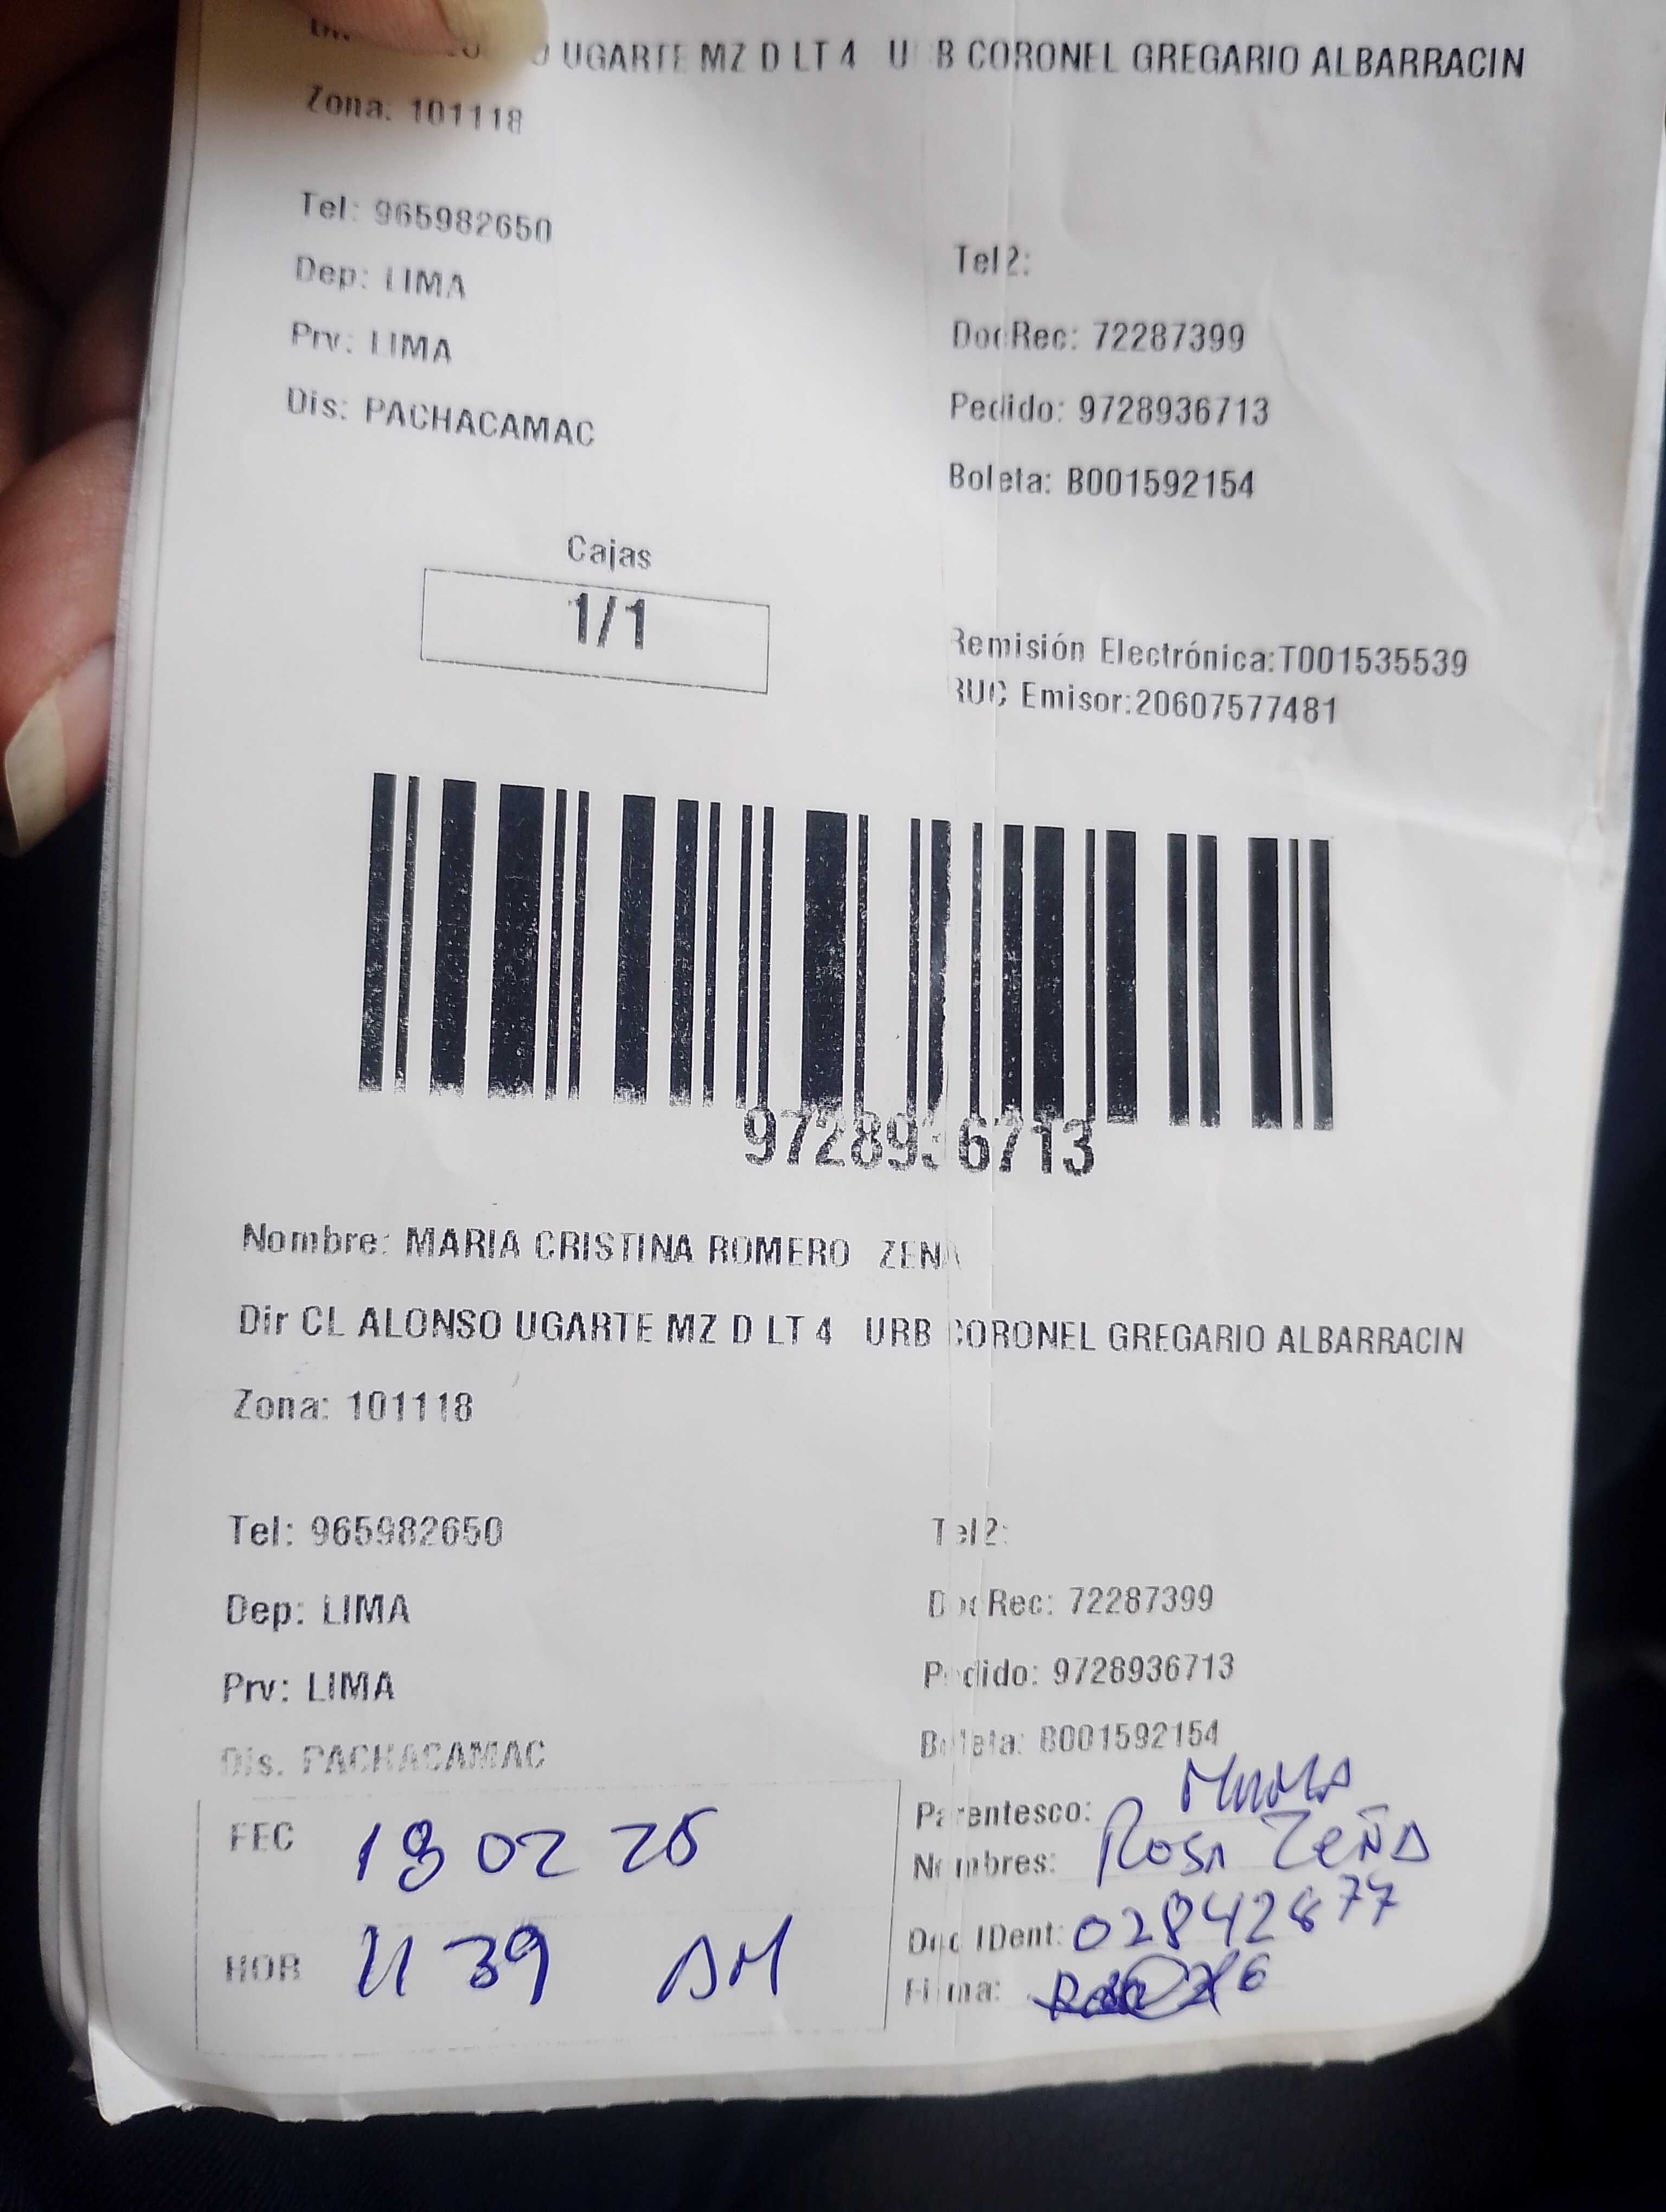 UGARTE MZ D LT 4 URB CORONEL GREGARIO ALBARRACIN
Zona: 101118
Tel: 965982650
Tel2:
Dep: LIMA
DocRec: 72287399
Prv: LIMA
Pedido: 9728936713
Dis: PACHACAMAC
Boleta: B001592154
Cajas
1/1
Remisión Electrónica:T001535539
RUC Emisor:20607577481
9728936713
Nombre: MARIA CRISTINA ROMERO ZENA
Dir CL ALONSO UGARTE MZ D LT 4 URB CORONEL GREGARIO ALBARRACIN
Zona: 101118
Tel: 965982650
Tel2:
Dep: LIMA
DocRec: 72287399
Prv: LIMA
Pedido: 9728936713
Dis. PACHACAMAC
Boleta: B001592154
FEC
Parentesco:
Nombres: Rosa Zeña
HOR 11 39 AM
Doc IDent: 02842877
Firma: